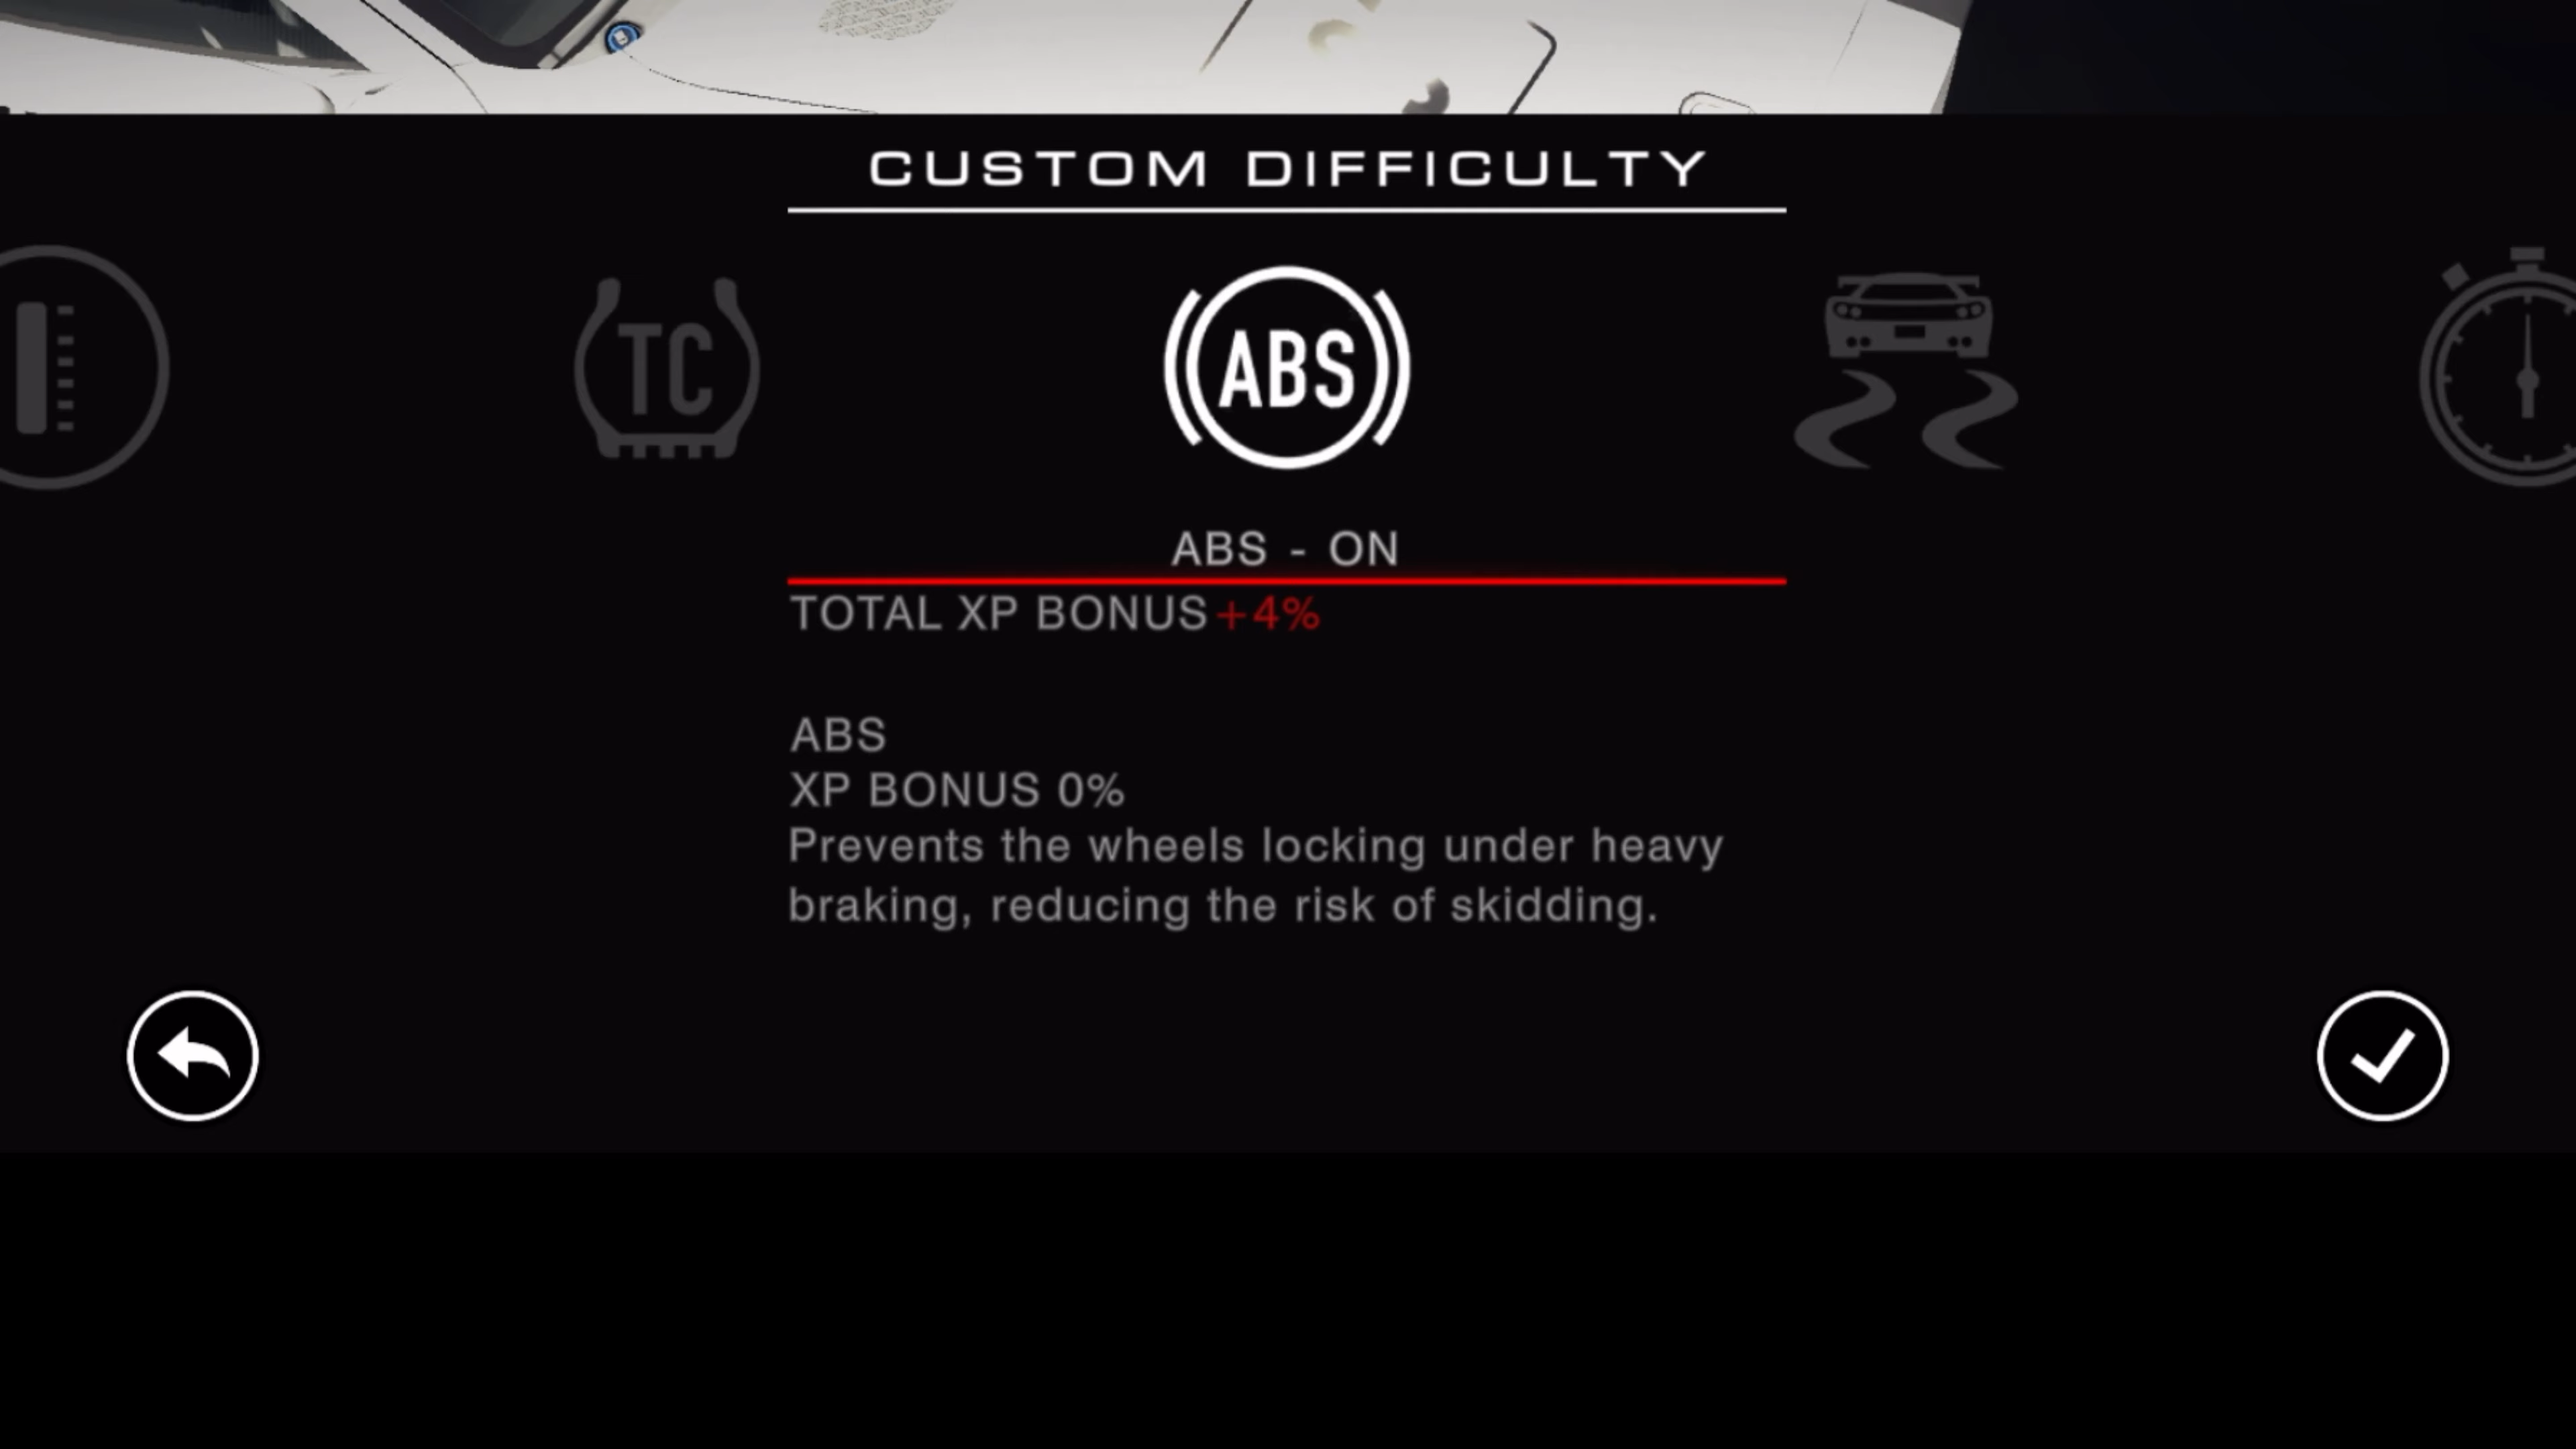 CUSTOM DIFFICULTY
TC
ABS
ABS - ON
TOTAL XP BONUS +4%
ABS
XP BONUS 0%
Prevents the wheels locking under heavy
braking, reducing the risk of skidding.